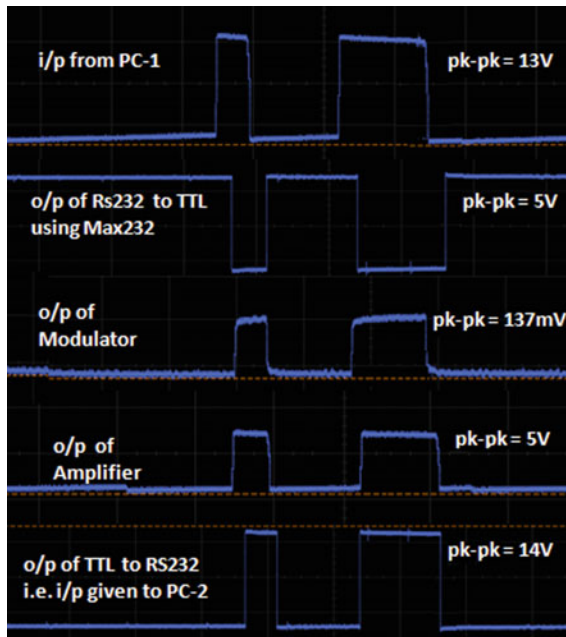 i/p from PC-1
pk-pk = 13V
o/p of Rs232 to TTL
using Max232
pk-pk = 5V
o/p of
Modulator
pk-pk = 137mV
o/p of
Amplifier
pk-pk = 5V
o/p of TTL to RS232
i.e. i/p given to PC-2
pk-pk = 14V